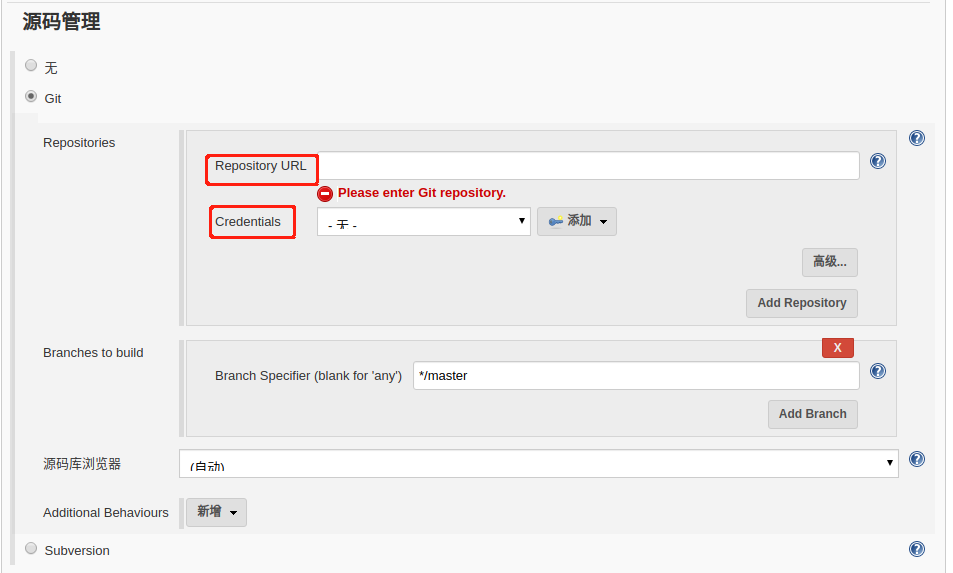 源码管理
无
Git
Repositories
Repository URL
Please enter Git repository.
Credentials
- 无 -
添加
高级...
Add Repository
Branches to build
X
Branch Specifier (blank for 'any')
*/master
Add Branch
源码库浏览器
(自动)
Additional Behaviours
新增
Subversion